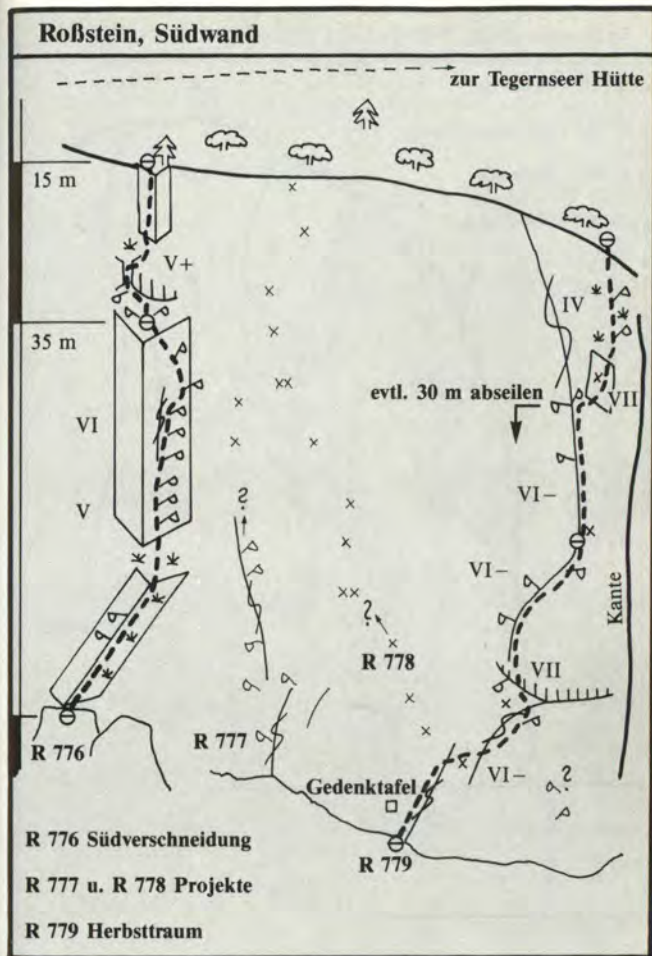 Roßstein, Südwand
zur Tegernseer Hütte
15 m
V+
IV
35 m
evtl. 30 m abseilen
VII
VI
VI–
V
?
VI–
Kante
?
R 778
VII
R 777
R 776
VI–
?
Gedenktafel
R 779
R 776 Südverschneidung
R 777 u. R 778 Projekte
R 779 Herbsttraum